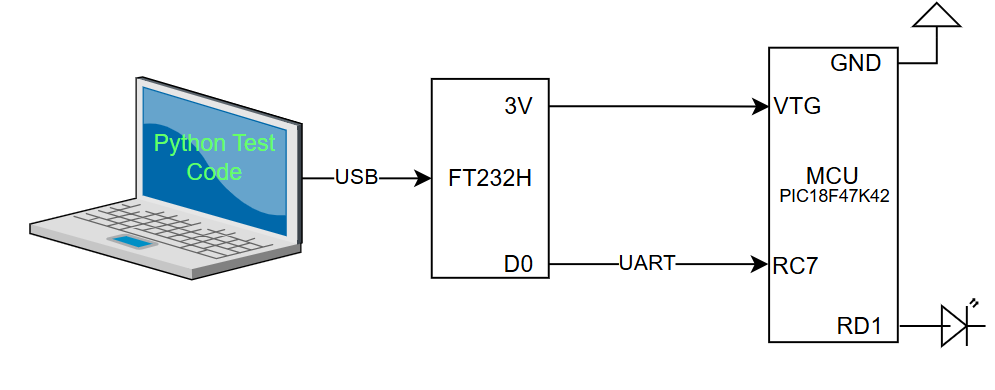 Python Test
Code
USB
3V
FT232H
D0
UART
GND
VTG
MCU
PIC18F47K42
RC7
RD1